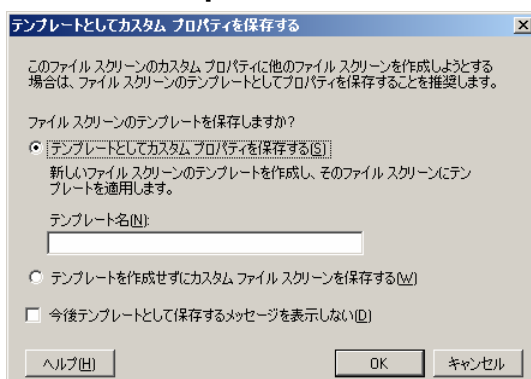 テンプレートとしてカスタム プロパティを保存する
このファイル スクリーンのカスタム プロパティに他のファイル スクリーンを作成しようとする
場合は、ファイル スクリーンのテンプレートとしてプロパティを保存することを推奨します。
ファイル スクリーンのテンプレートを保存しますか?
テンプレートとしてカスタム プロパティを保存する(S)
新しいファイル スクリーンのテンプレートを作成し、そのファイル スクリーンにテン
プレートを適用します。
テンプレート名(N):
テンプレートを作成せずにカスタム ファイル スクリーンを保存する(W)
今後テンプレートとして保存するメッセージを表示しない(D)
ヘルプ(H) OK キャンセル